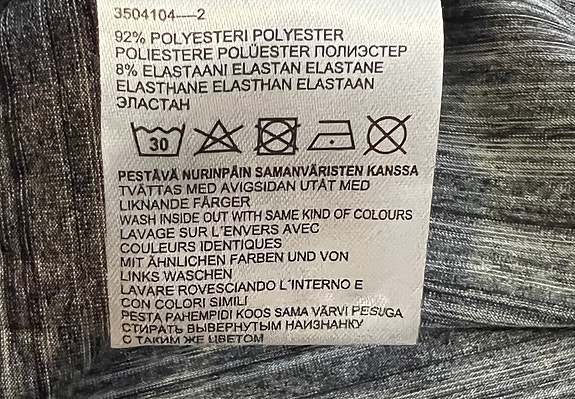 3504104----2
92% POLYESTERI POLYESTER
POLIESTERE POLÜESTER ПОЛИЭСТЕР
8% ELASTAANI ELASTAN ELASTANE
ELASTHANE ELASTHAN ELASTAAN
ЭЛАСТАН
30
PESTÄVÄ NURINPÄIN SAMANVÄRISTEN KANSSA
TVÄTTAS MED AVIGSIDAN UTÅT MED
LIKNANDE FÄRGER
WASH INSIDE OUT WITH SAME KIND OF COLOURS
LAVAGE SUR L'ENVERS AVEC
COULEURS IDENTIQUES
MIT ÄHNLICHEN FARBEN UND VON
LINKS WASCHEN
LAVARE ROVESCIANDO L'INTERNO E
CON COLORI SIMILI
PESTA PAHEMPIDI KOOS SAMA VÄRVI PESUGA
СТИРАТЬ ВЫВЕРНУТЫМ НАИЗНАНКУ
С ТАКИМ ЖЕ ЦВЕТОМ